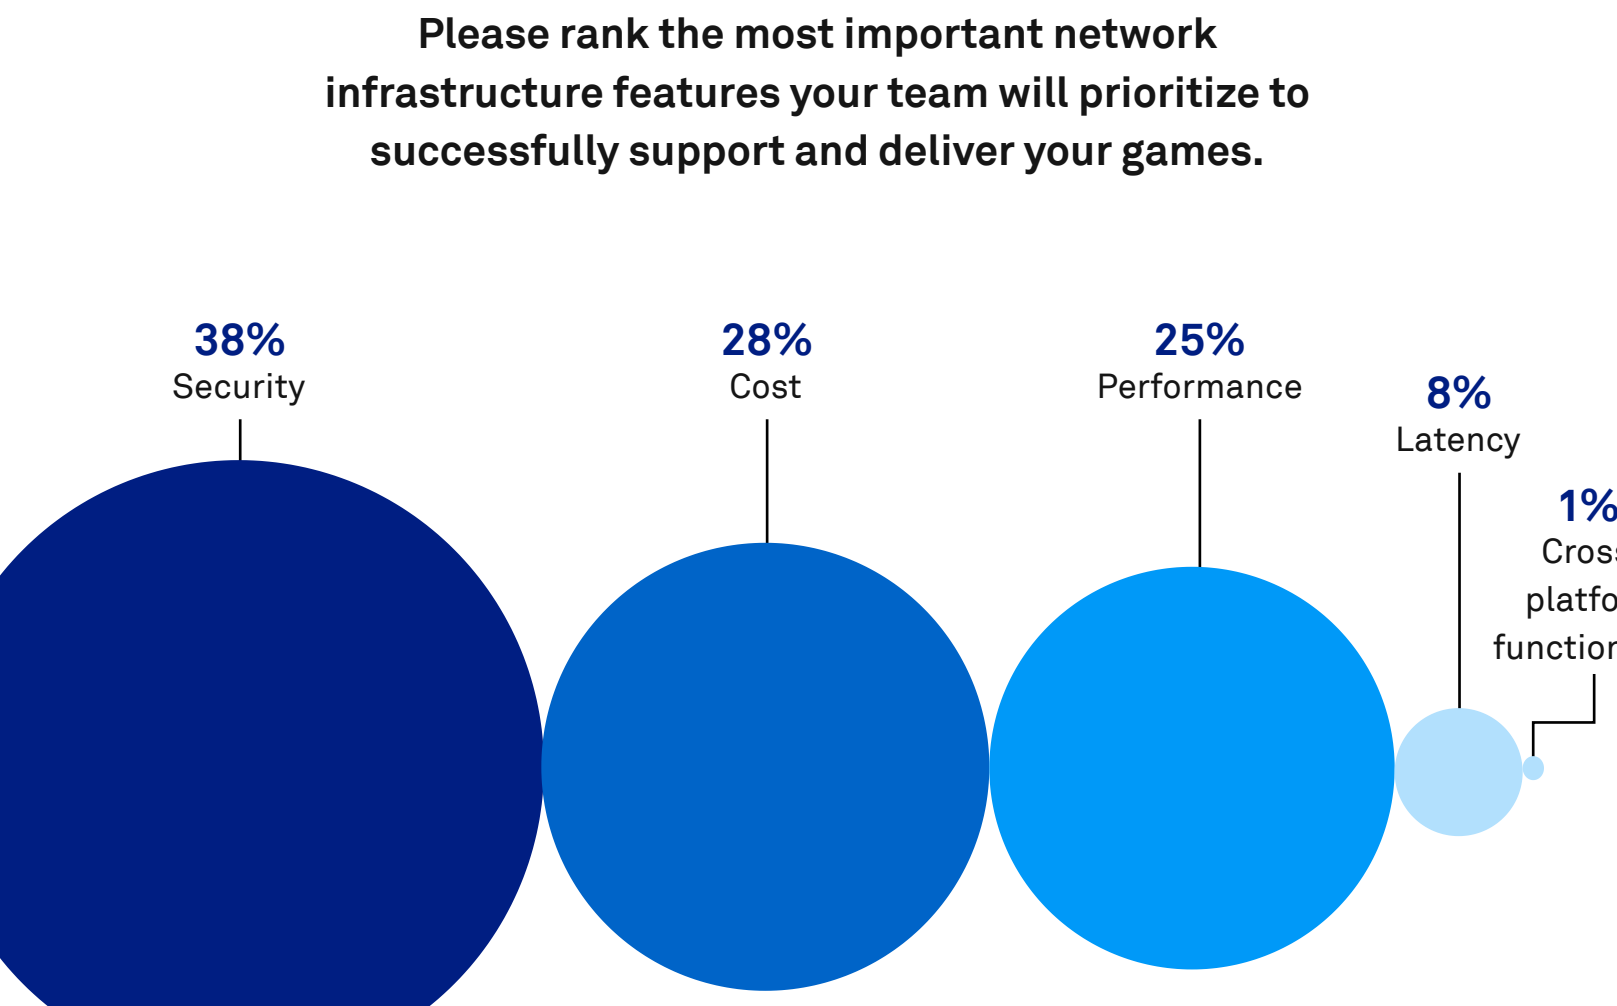 Please rank the most important network
infrastructure features your team will prioritize to
successfully support and deliver your games.
38%
Security
28%
Cost
25%
Performance
8%
Latency
1%